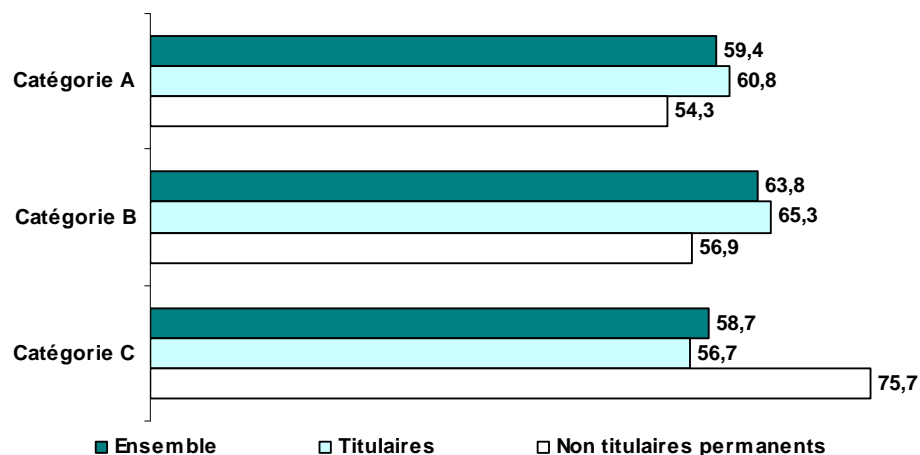 59,4
Catégorie A
60,8
54,3
63,8
Catégorie B
65,3
56,9
58,7
Catégorie C
56,7
75,7
Ensemble Titulaires Non titulaires permanents